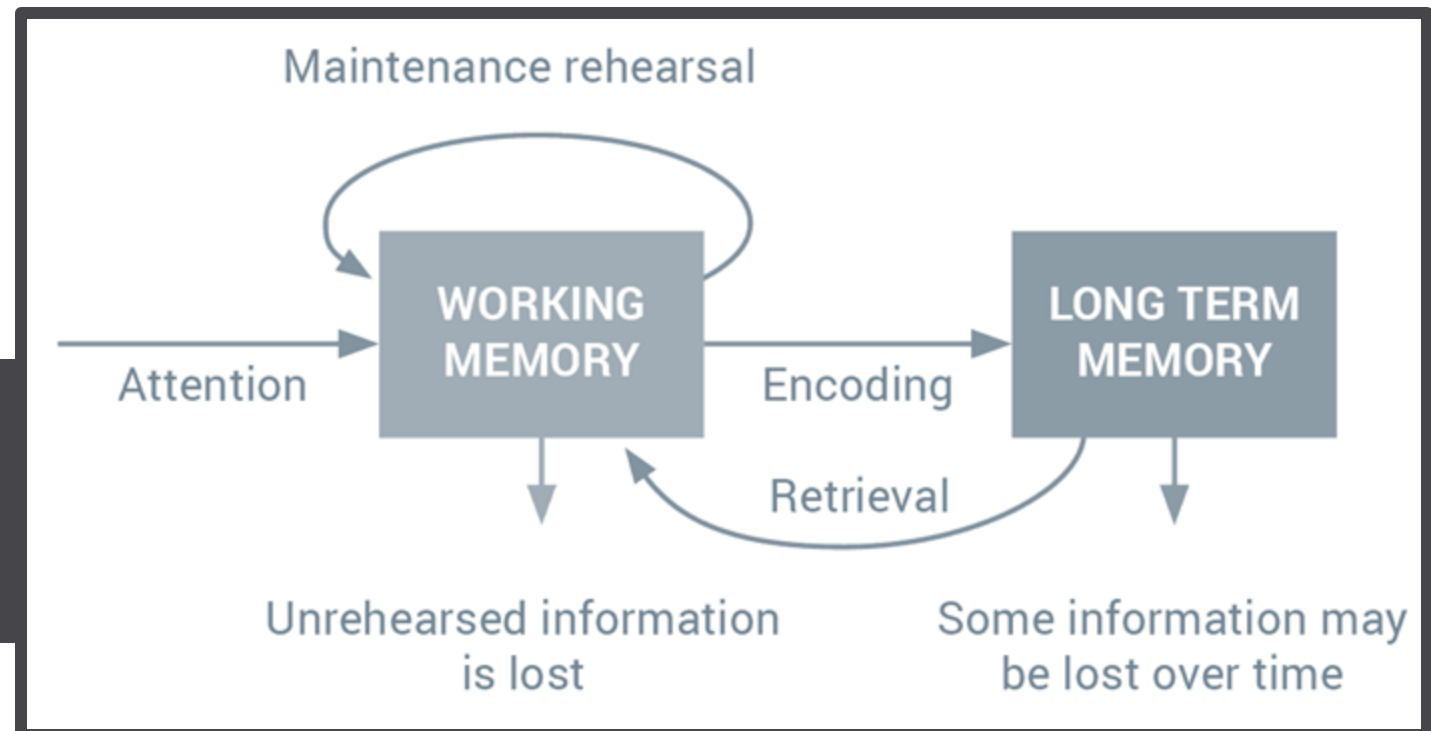 Maintenance rehearsal
WORKING
MEMORY
LONG TERM
MEMORY
Attention
Encoding
Retrieval
Unrehearsed information
is lost
Some information may
be lost over time